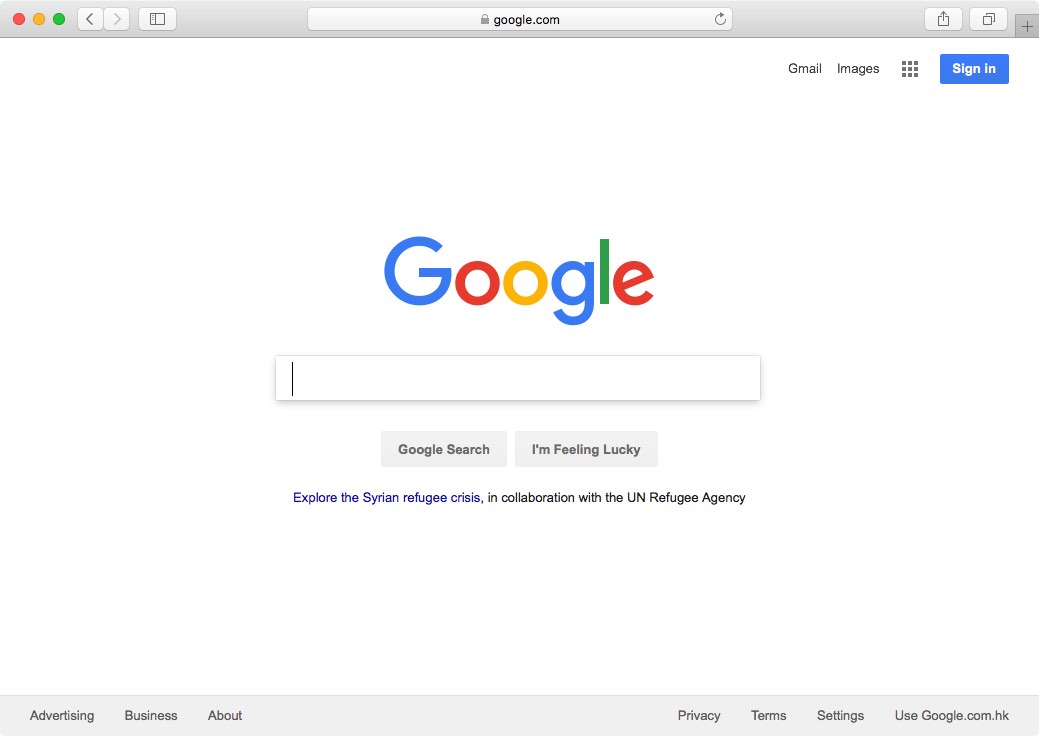 google.com
Gmail Images Sign in
Google
Google Search I'm Feeling Lucky
Explore the Syrian refugee crisis, in collaboration with the UN Refugee Agency
Advertising Business About Privacy Terms Settings Use Google.com.hk